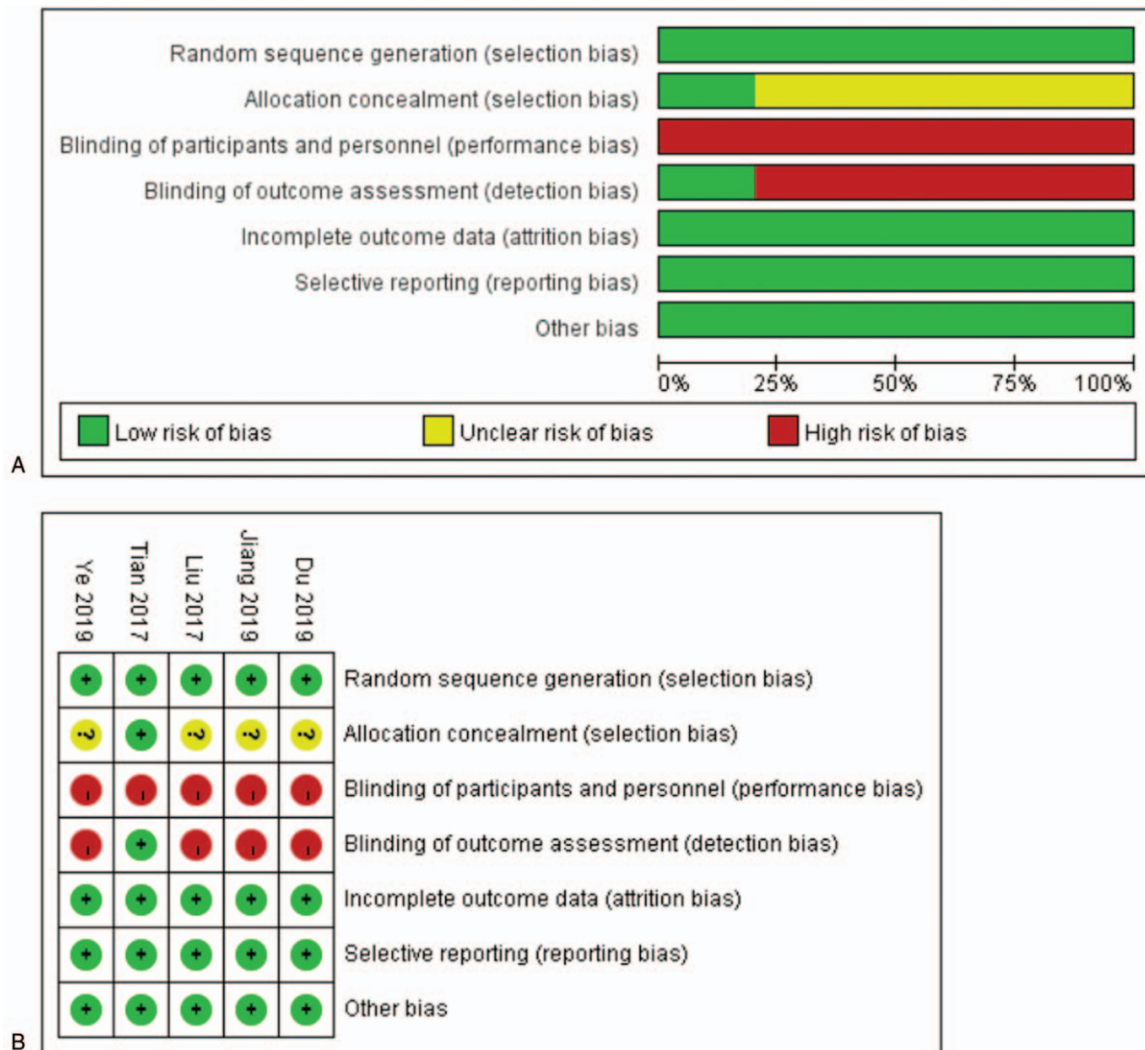 Random sequence generation (selection bias)
Allocation concealment (selection bias)
Blinding of participants and personnel (performance bias)
Blinding of outcome assessment (detection bias)
Incomplete outcome data (attrition bias)
Selective reporting (reporting bias)
Other bias
0% 25% 50% 75% 100%
Low risk of bias Unclear risk of bias High risk of bias
A
Ye 2019 Tian 2017 Liu 2017 Jiang 2019 Du 2019
+ + + + + Random sequence generation (selection bias)
? + ? ? ? Allocation concealment (selection bias)
- - - - - Blinding of participants and personnel (performance bias)
- + - - - Blinding of outcome assessment (detection bias)
+ + + + + Incomplete outcome data (attrition bias)
+ + + + + Selective reporting (reporting bias)
+ + + + + Other bias
B